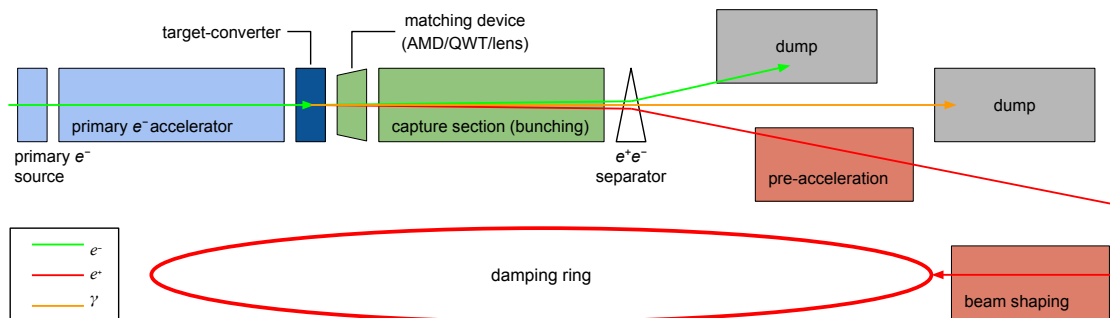 matching device
(AMD/QWT/lens)
target-converter
dump
primary e⁻ accelerator
capture section (bunching)
dump
primary e⁻
source
e⁺e⁻
separator
pre-acceleration
e⁻
e⁺
γ
damping ring
beam shaping